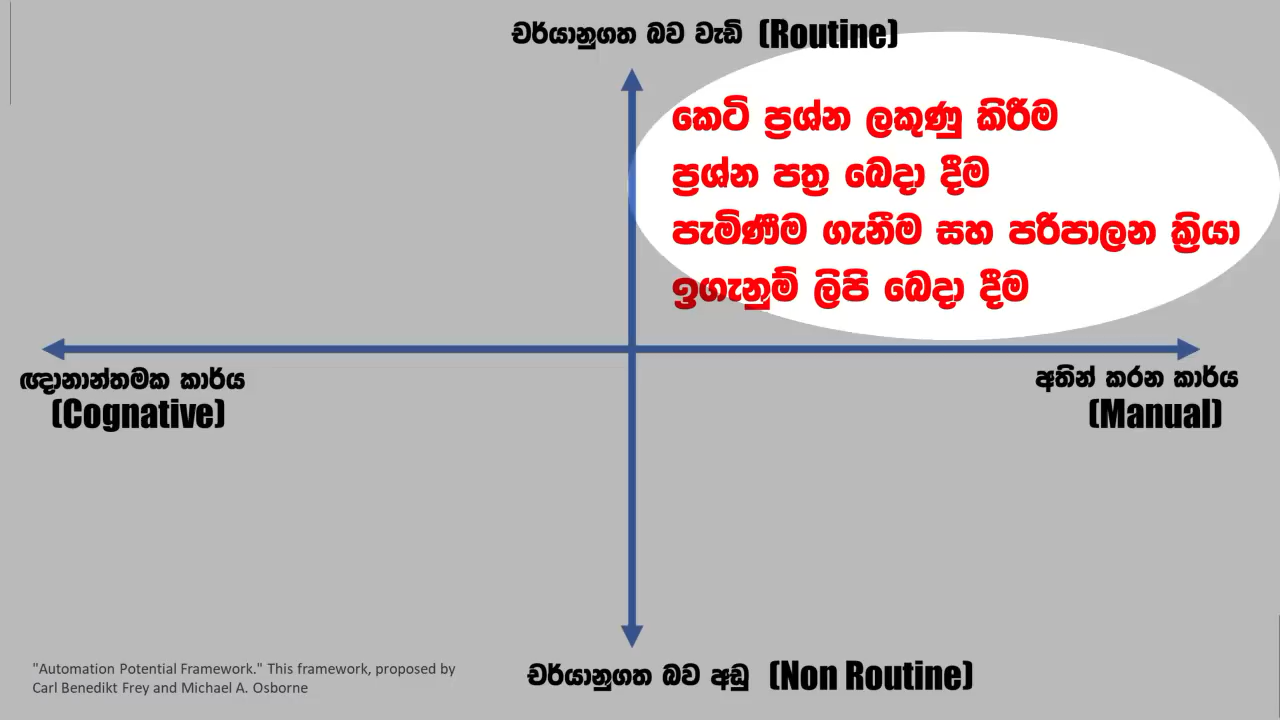 චර්යානුගත බව වැඩි (Routine)
කෙටි ප්‍රශ්න ලකුණු කිරීම
ප්‍රශ්න පත්‍ර බෙදා දීම
පැමිණීම ගැනීම සහ පරිපාලන ක්‍රියා
ඉගැනුම් ලිපි බෙදා දීම
ඥානාන්තමක කාර්ය
(Cognative)
අතින් කරන කාර්ය
(Manual)
"Automation Potential Framework." This framework, proposed by
Carl Benedikt Frey and Michael A. Osborne
චර්යානුගත බව අඩු (Non Routine)